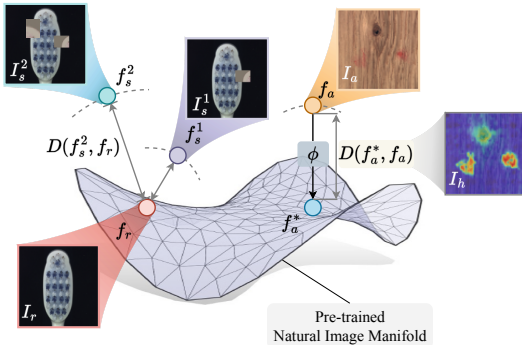 $I_s^2$
$f_s^2$
$I_s^1$
$f_s^1$
$f_a$
$I_a$
$D(f_s^2, f_r)$
$\phi$
$D(f_a^*, f_a)$
$I_h$
$f_r$
$f_a^*$
$I_r$
Pre-trained
Natural Image Manifold